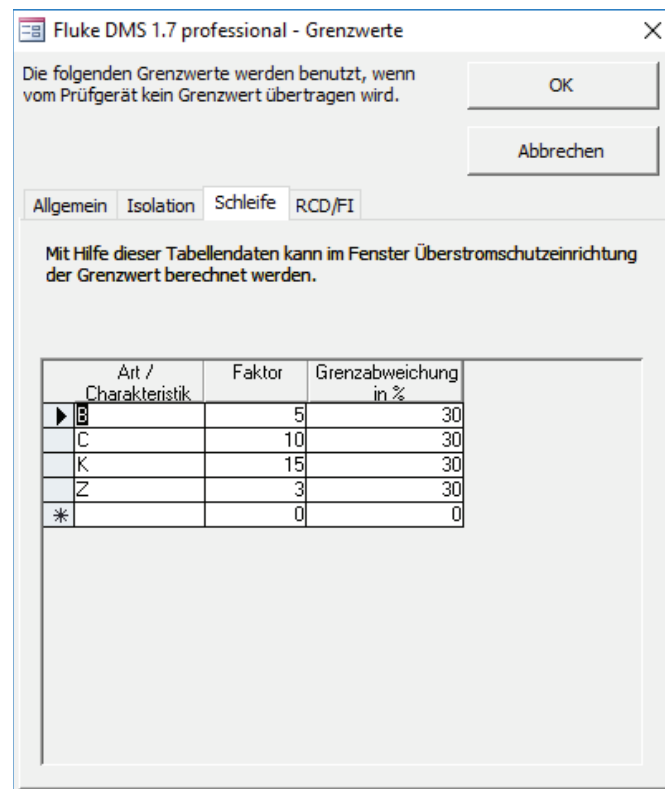 Fluke DMS 1.7 professional - Grenzwerte
Die folgenden Grenzwerte werden benutzt, wenn
vom Prüfgerät kein Grenzwert übertragen wird.
OK
Abbrechen
Allgemein Isolation Schleife RCD/FI
Mit Hilfe dieser Tabellendaten kann im Fenster Überstromschutzeinrichtung
der Grenzwert berechnet werden.
Art / Charakteristik Faktor Grenzabweichung in %
B 5 30
C 10 30
K 15 30
Z 3 30
0 0